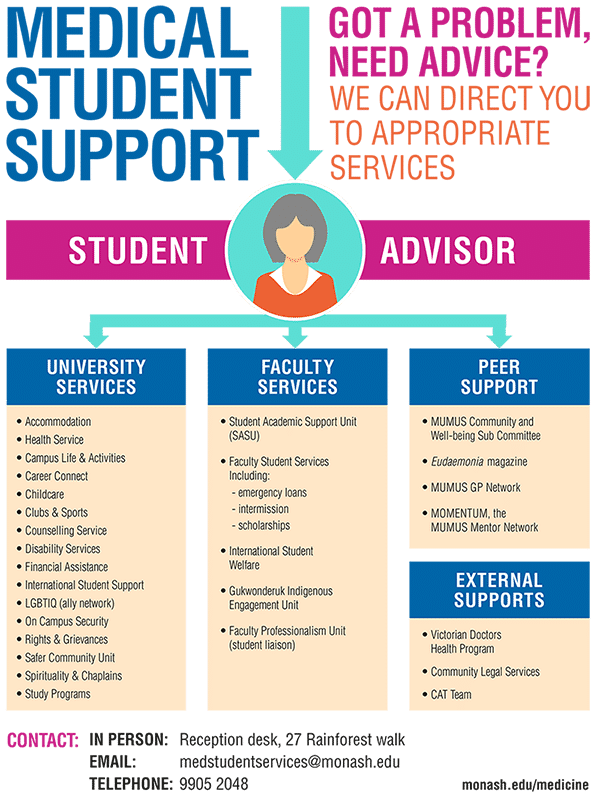 MEDICAL
STUDENT
SUPPORT
GOT A PROBLEM,
NEED ADVICE?
WE CAN DIRECT YOU
TO APPROPRIATE
SERVICES
STUDENT ADVISOR
UNIVERSITY
SERVICES
• Accommodation
• Health Service
• Campus Life & Activities
• Career Connect
• Childcare
• Clubs & Sports
• Counselling Service
• Disability Services
• Financial Assistance
• International Student Support
• LGBTIQ (ally network)
• On Campus Security
• Rights & Grievances
• Safer Community Unit
• Spirituality & Chaplains
• Study Programs
FACULTY
SERVICES
• Student Academic Support Unit
(SASU)
• Faculty Student Services
Including:
- emergency loans
- intermission
- scholarships
• International Student
Welfare
• Gukwonderuk Indigenous
Engagement Unit
• Faculty Professionalism Unit
(student liaison)
PEER
SUPPORT
• MUMUS Community and
Well-being Sub Committee
• Eudaemonia magazine
• MUMUS GP Network
• MOMENTUM, the
MUMUS Mentor Network
EXTERNAL
SUPPORTS
• Victorian Doctors
Health Program
• Community Legal Services
• CAT Team
CONTACT: IN PERSON: Reception desk, 27 Rainforest walk
EMAIL: medstudentservices@monash.edu
TELEPHONE: 9905 2048
monash.edu/medicine